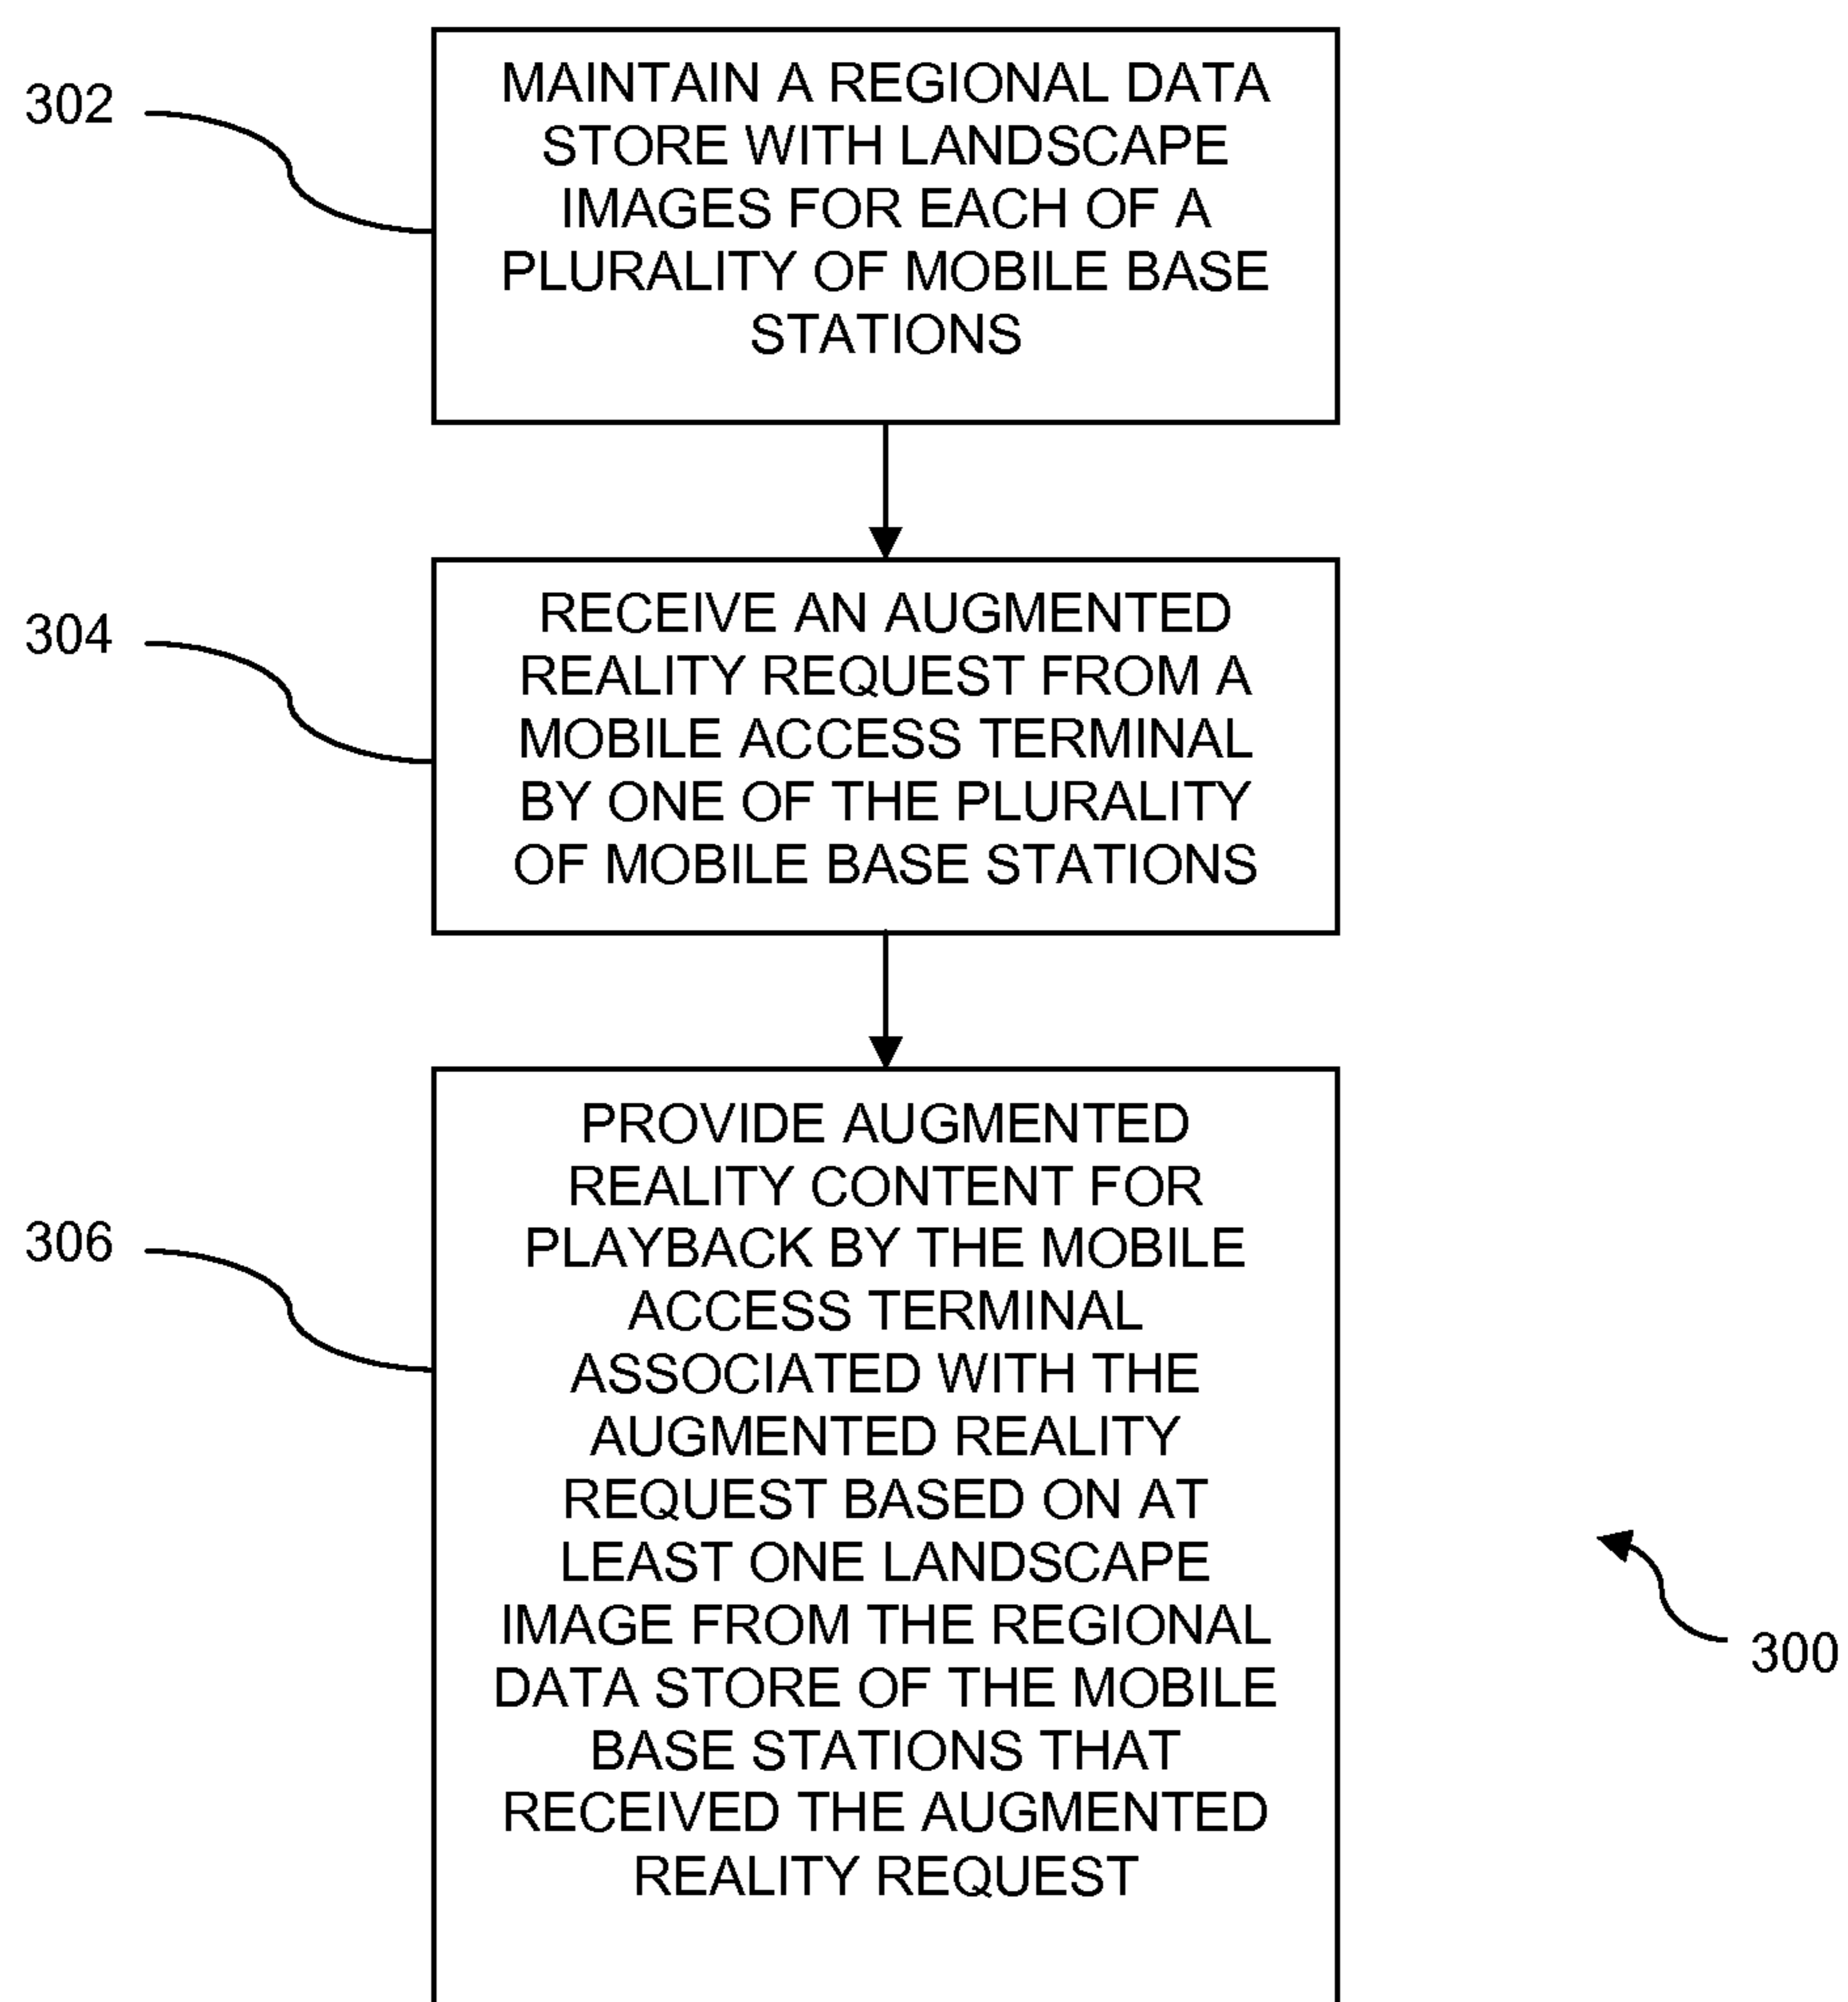 302
MAINTAIN A REGIONAL DATA
STORE WITH LANDSCAPE
IMAGES FOR EACH OF A
PLURALITY OF MOBILE BASE
STATIONS
304
RECEIVE AN AUGMENTED
REALITY REQUEST FROM A
MOBILE ACCESS TERMINAL
BY ONE OF THE PLURALITY
OF MOBILE BASE STATIONS
306
PROVIDE AUGMENTED
REALITY CONTENT FOR
PLAYBACK BY THE MOBILE
ACCESS TERMINAL
ASSOCIATED WITH THE
AUGMENTED REALITY
REQUEST BASED ON AT
LEAST ONE LANDSCAPE
IMAGE FROM THE REGIONAL
DATA STORE OF THE MOBILE
BASE STATIONS THAT
RECEIVED THE AUGMENTED
REALITY REQUEST
300